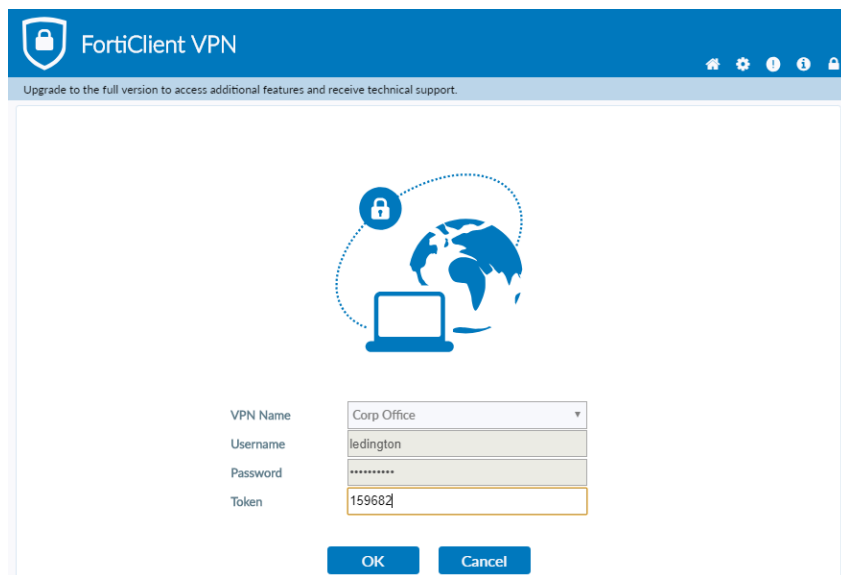 FortiClient VPN
Upgrade to the full version to access additional features and receive technical support.
VPN Name Corp Office
Username ledington
Password ••••••••••
Token 159682
OK Cancel